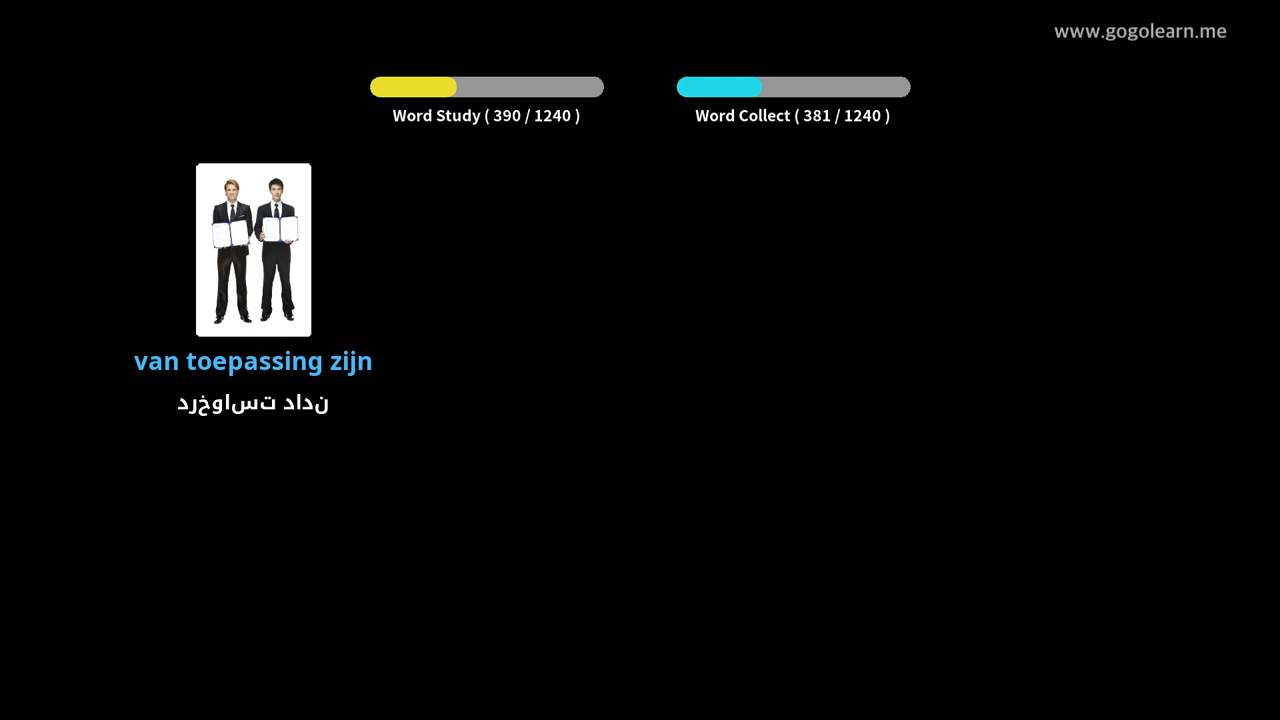 www.gogolearn.me
Word Study ( 390 / 1240 )
Word Collect ( 381 / 1240 )
van toepassing zijn
نداد تساوخرد